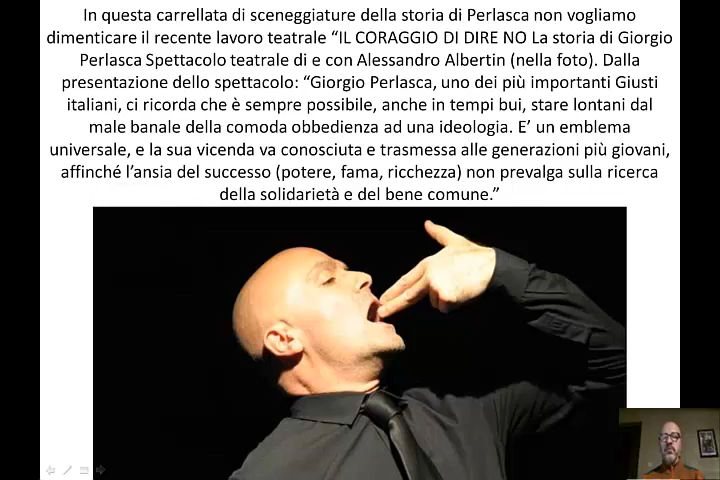 In questa carrellata di sceneggiature della storia di Perlasca non vogliamo
dimenticare il recente lavoro teatrale “IL CORAGGIO DI DIRE NO La storia di Giorgio
Perlasca Spettacolo teatrale di e con Alessandro Albertin (nella foto). Dalla
presentazione dello spettacolo: “Giorgio Perlasca, uno dei più importanti Giusti
italiani, ci ricorda che è sempre possibile, anche in tempi bui, stare lontani dal
male banale della comoda obbedienza ad una ideologia. E’ un emblema
universale, e la sua vicenda va conosciuta e trasmessa alle generazioni più giovani,
affinché l’ansia del successo (potere, fama, ricchezza) non prevalga sulla ricerca
della solidarietà e del bene comune.”